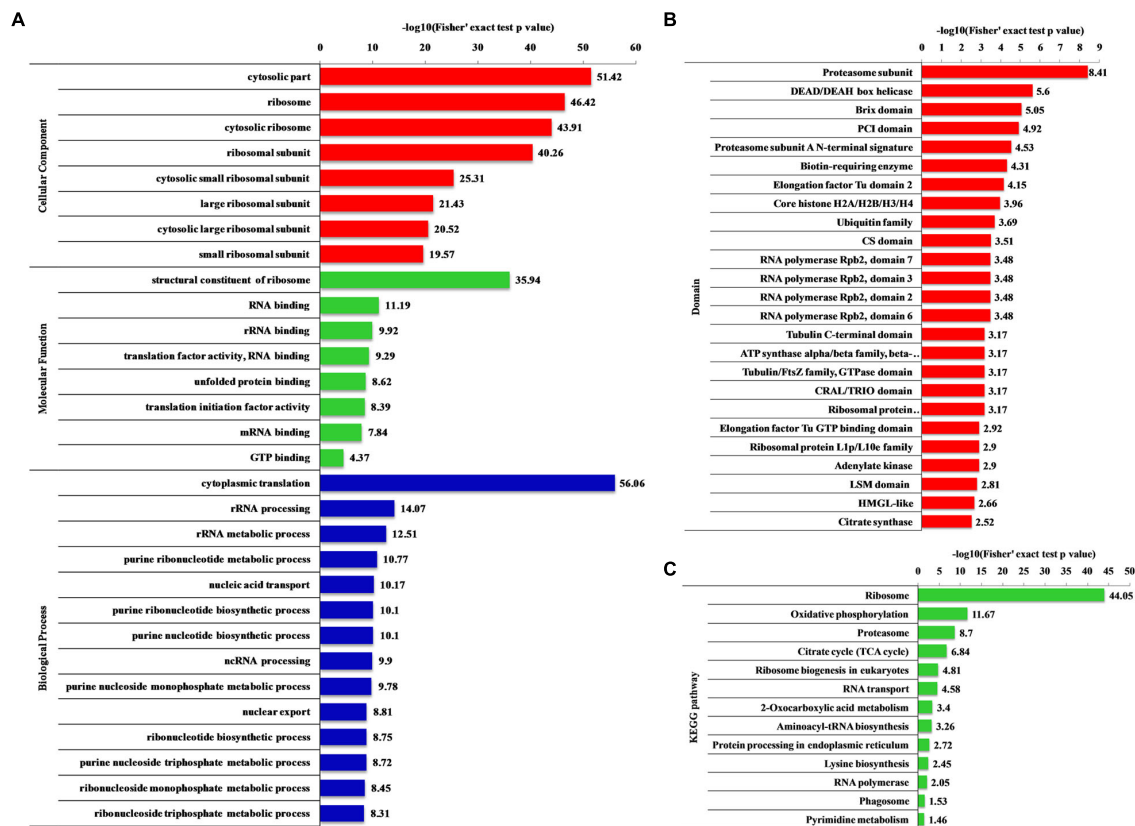 A
-log10(Fisher' exact test p value)
0 10 20 30 40 50 60
Cellular Component
cytosolic part 51.42
ribosome 46.42
cytosolic ribosome 43.91
ribosomal subunit 40.26
cytosolic small ribosomal subunit 25.31
large ribosomal subunit 21.43
cytosolic large ribosomal subunit 20.52
small ribosomal subunit 19.57
Molecular Function
structural constituent of ribosome 35.94
RNA binding 11.19
rRNA binding 9.92
translation factor activity, RNA binding 9.29
unfolded protein binding 8.62
translation initiation factor activity 8.39
mRNA binding 7.84
GTP binding 4.37
Biological Process
cytoplasmic translation 56.06
rRNA processing 14.07
rRNA metabolic process 12.51
purine ribonucleotide metabolic process 10.77
nucleic acid transport 10.17
purine ribonucleotide biosynthetic process 10.1
purine nucleotide biosynthetic process 10.1
ncRNA processing 9.9
purine nucleoside monophosphate metabolic process 9.78
nuclear export 8.81
ribonucleotide biosynthetic process 8.75
purine nucleoside triphosphate metabolic process 8.72
ribonucleoside monophosphate metabolic process 8.45
ribonucleoside triphosphate metabolic process 8.31
B
-log10(Fisher' exact test p value)
0 1 2 3 4 5 6 7 8 9
Domain
Proteasome subunit 8.41
DEAD/DEAH box helicase 5.6
Brix domain 5.05
PCI domain 4.92
Proteasome subunit A N-terminal signature 4.53
Biotin-requiring enzyme 4.31
Elongation factor Tu domain 2 4.15
Core histone H2A/H2B/H3/H4 3.96
Ubiquitin family 3.69
CS domain 3.51
RNA polymerase Rpb2, domain 7 3.48
RNA polymerase Rpb2, domain 3 3.48
RNA polymerase Rpb2, domain 2 3.48
RNA polymerase Rpb2, domain 6 3.48
Tubulin C-terminal domain 3.17
ATP synthase alpha/beta family, beta-.. 3.17
Tubulin/FtsZ family, GTPase domain 3.17
CRAL/TRIO domain 3.17
Ribosomal protein.. 3.17
Elongation factor Tu GTP binding domain 2.92
Ribosomal protein L1p/L10e family 2.9
Adenylate kinase 2.9
LSM domain 2.81
HMGL-like 2.66
Citrate synthase 2.52
C
-log10(Fisher' exact test p value)
0 5 10 15 20 25 30 35 40 45 50
KEGG pathway
Ribosome 44.05
Oxidative phosphorylation 11.67
Proteasome 8.7
Citrate cycle (TCA cycle) 6.84
Ribosome biogenesis in eukaryotes 4.81
RNA transport 4.58
2-Oxocarboxylic acid metabolism 3.4
Aminoacyl-tRNA biosynthesis 3.26
Protein processing in endoplasmic reticulum 2.72
Lysine biosynthesis 2.45
RNA polymerase 2.05
Phagosome 1.53
Pyrimidine metabolism 1.46